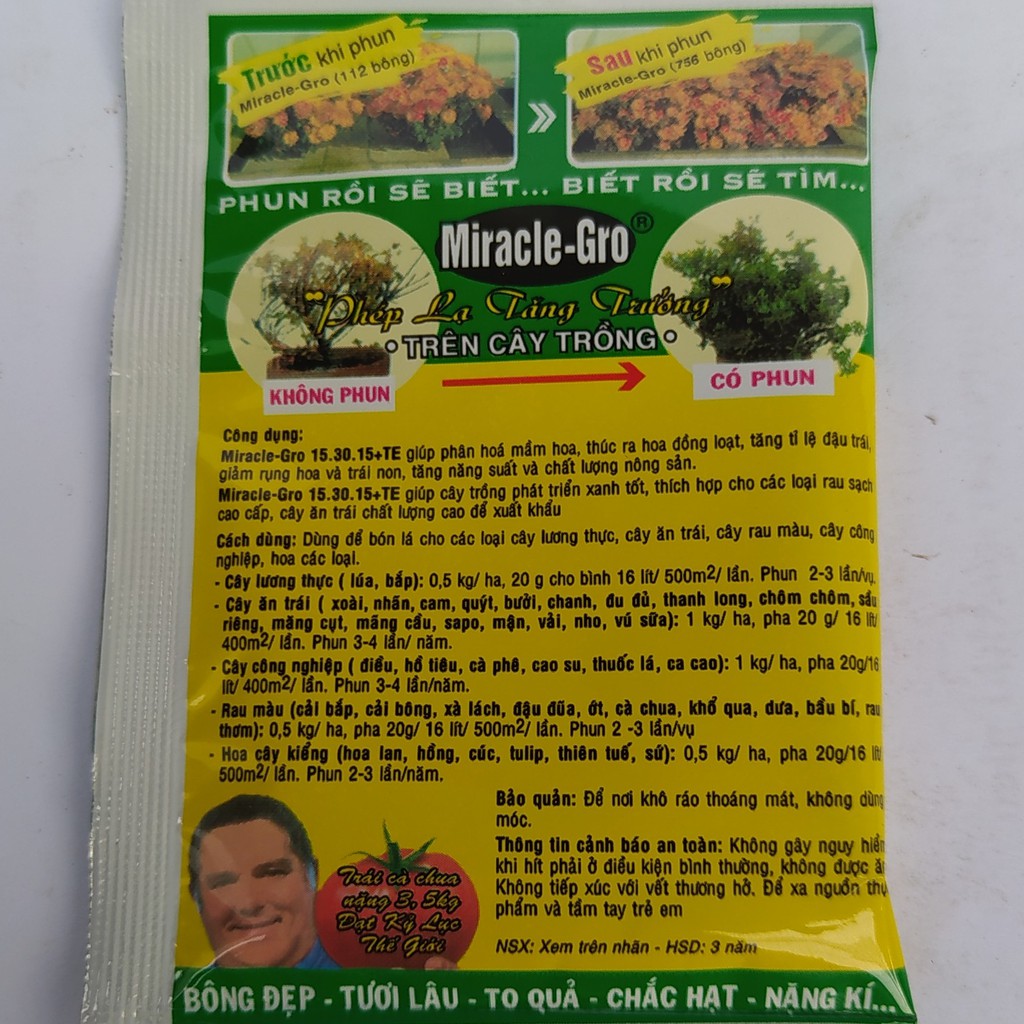 Trước khi phun
Miracle-Gro (112 bông)
Sau khi phun
Miracle-Gro (756 bông)
PHUN RỒI SẼ BIẾT... BIẾT RỒI SẼ TÌM...
Miracle-Gro®
"Phép Lạ Tăng Trưởng"
• TRÊN CÂY TRỒNG •
KHÔNG PHUN
CÓ PHUN
Công dụng:
Miracle-Gro 15.30.15+TE giúp phân hoá mầm hoa, thúc ra hoa đồng loạt, tăng tỉ lệ đậu trái,
giảm rụng hoa và trái non, tăng năng suất và chất lượng nông sản.
Miracle-Gro 15.30.15+TE giúp cây trồng phát triển xanh tốt, thích hợp cho các loại rau sạch
cao cấp, cây ăn trái chất lượng cao để xuất khẩu
Cách dùng: Dùng để bón lá cho các loại cây lương thực, cây ăn trái, cây rau màu, cây công
nghiệp, hoa các loại.
- Cây lương thực ( lúa, bắp): 0,5 kg/ ha, 20 g cho bình 16 lít/ 500m2/ lần. Phun 2-3 lần/vụ.
- Cây ăn trái ( xoài, nhãn, cam, quýt, bưởi, chanh, đu đủ, thanh long, chôm chôm, sầu
riêng, măng cụt, mãng cầu, sapo, mận, vải, nho, vú sữa): 1 kg/ ha, pha 20 g/ 16 lít/
400m2/ lần. Phun 3-4 lần/ năm.
- Cây công nghiệp ( điều, hồ tiêu, cà phê, cao su, thuốc lá, ca cao): 1 kg/ ha, pha 20g/16
lít/ 400m2/ lần. Phun 3-4 lần/năm.
- Rau màu (cải bắp, cải bông, xà lách, đậu đũa, ớt, cà chua, khổ qua, dưa, bầu bí, rau
thơm): 0,5 kg/ ha, pha 20g/ 16 lít/ 500m2/ lần. Phun 2 -3 lần/vụ
- Hoa cây kiểng (hoa lan, hồng, cúc, tulip, thiên tuế, sứ): 0,5 kg/ ha, pha 20g/16 lít/
500m2/ lần. Phun 2-3 lần/năm.
Bảo quản: Để nơi khô ráo thoáng mát, không dùng
móc.
Thông tin cảnh báo an toàn: Không gây nguy hiểm
khi hít phải ở điều kiện bình thường, không được
Không tiếp xúc với vết thương hở. Để xa nguồn
phẩm và tầm tay trẻ em
NSX: Xem trên nhãn - HSD: 3 năm
Trái cà chua
nặng 3,5kg
Đạt Kỷ Lục
Thế Giới
BÔNG ĐẸP - TƯƠI LÂU - TO QUẢ - CHẮC HẠT - NẶNG KÍ...